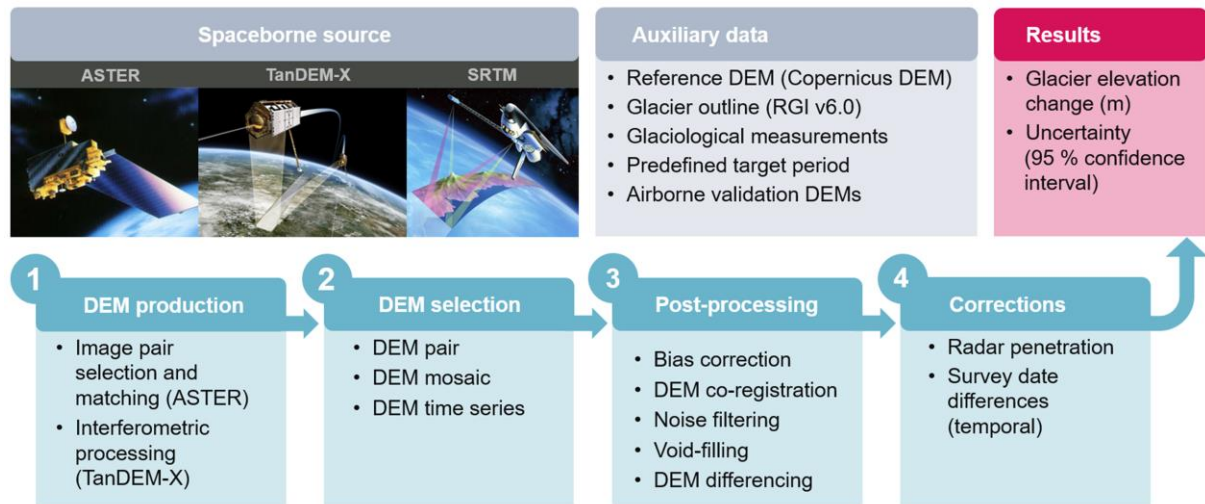 Spaceborne source
ASTER
TanDEM-X
SRTM
Auxiliary data
• Reference DEM (Copernicus DEM)
• Glacier outline (RGI v6.0)
• Glaciological measurements
• Predefined target period
• Airborne validation DEMs
Results
• Glacier elevation
change (m)
• Uncertainty
(95 % confidence
interval)
1
DEM production
• Image pair
selection and
matching (ASTER)
• Interferometric
processing
(TanDEM-X)
2
DEM selection
• DEM pair
• DEM mosaic
• DEM time series
3
Post-processing
• Bias correction
• DEM co-registration
• Noise filtering
• Void-filling
• DEM differencing
4
Corrections
• Radar penetration
• Survey date
differences
(temporal)